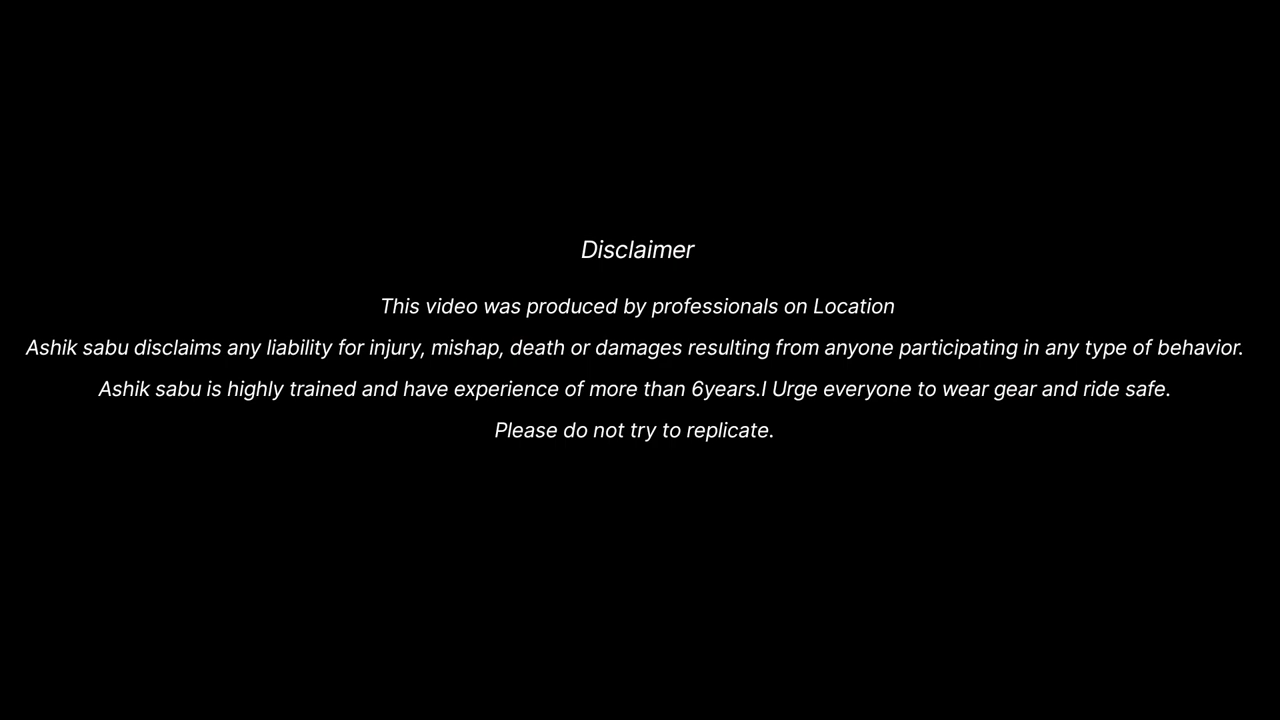 Disclaimer
This video was produced by professionals on Location
Ashik sabu disclaims any liability for injury, mishap, death or damages resulting from anyone participating in any type of behavior.
Ashik sabu is highly trained and have experience of more than 6years.I Urge everyone to wear gear and ride safe.
Please do not try to replicate.